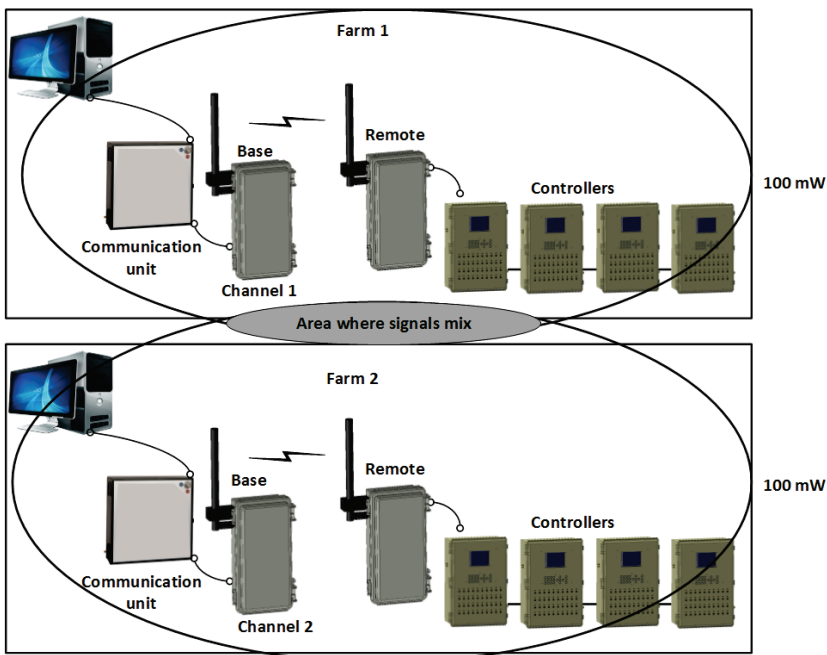 Farm 1
Remote
Base
100 mW
Controllers
Communication
unit
Channel 1
Area where signals mix
Farm 2
Remote
Base
100 mW
Controllers
Communication
unit
Channel 2